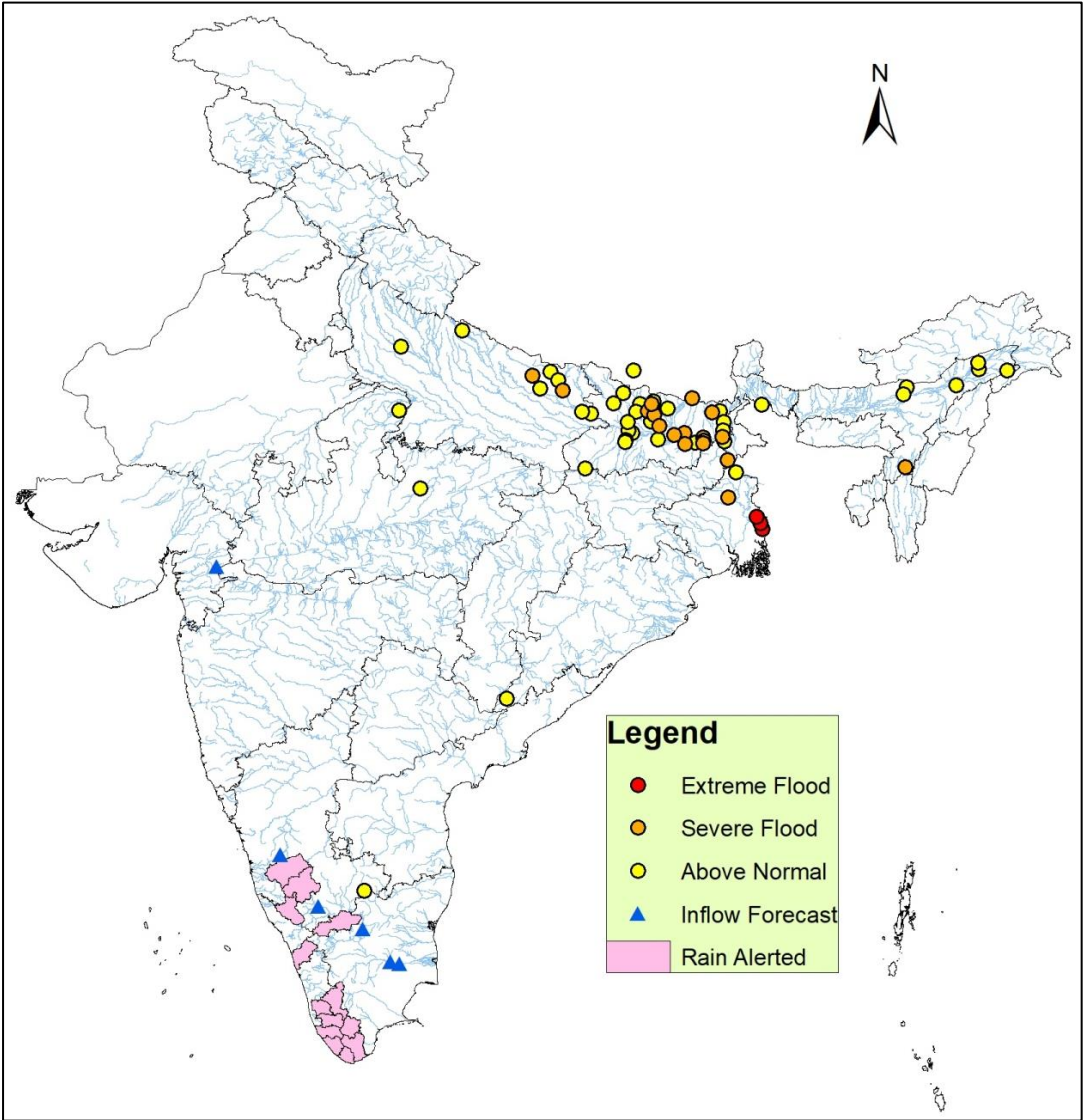 N
Legend
Extreme Flood
Severe Flood
Above Normal
Inflow Forecast
Rain Alerted